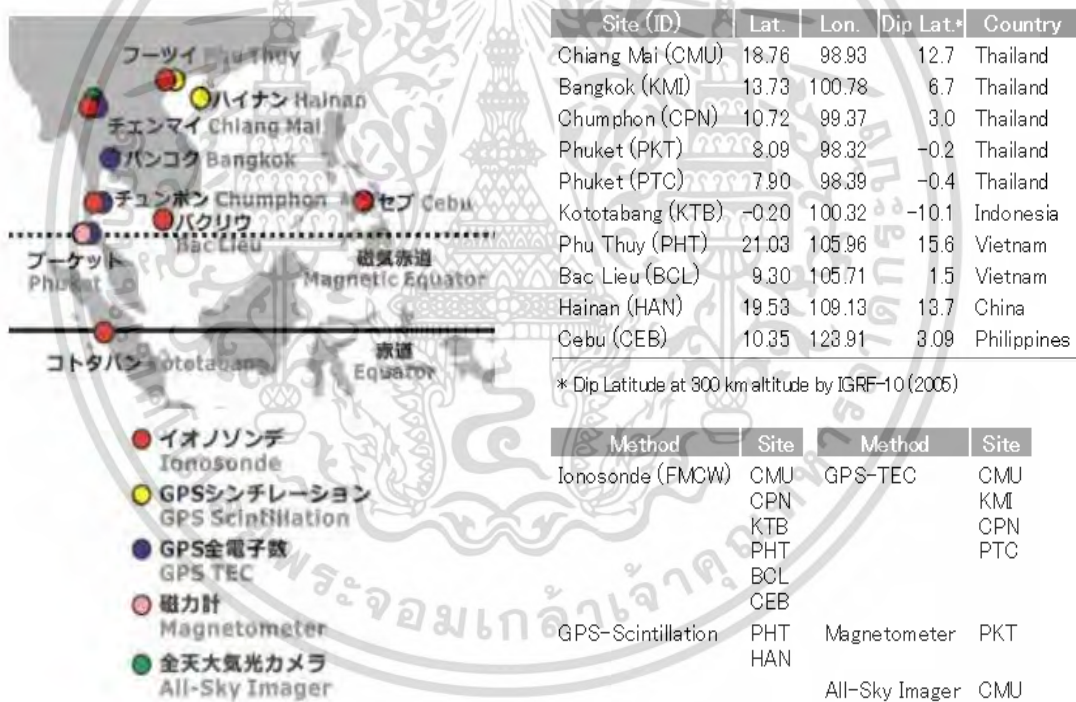 フーツイ Phu Thuy
ハイナン Hainan
チェンマイ Chiang Mai
バンコク Bangkok
チュンポン Chumphon
セブ Cebu
バクリウ
Bac Lieu
プーケット
Phuket
磁気赤道
Magnetic Equator
コトタバン Kototabang
赤道
Equator
イオノゾンデ
Ionosonde
GPSシンチレーション
GPS Scintillation
GPS全電子数
GPS TEC
磁力計
Magnetometer
全天大気光カメラ
All-Sky Imager
Site (ID) Lat. Lon. Dip Lat.* Country
Chiang Mai (CMU) 18.76 98.93 12.7 Thailand
Bangkok (KMI) 13.73 100.78 6.7 Thailand
Chumphon (CPN) 10.72 99.37 3.0 Thailand
Phuket (PKT) 8.09 98.32 -0.2 Thailand
Phuket (PTC) 7.90 98.39 -0.4 Thailand
Kototabang (KTB) -0.20 100.32 -10.1 Indonesia
Phu Thuy (PHT) 21.03 105.96 15.6 Vietnam
Bac Lieu (BCL) 9.30 105.71 1.5 Vietnam
Hainan (HAN) 19.53 109.13 13.7 China
Cebu (CEB) 10.35 123.91 3.09 Philippines
* Dip Latitude at 300 km altitude by IGRF-10 (2005)
Method Site Method Site
Ionosonde (FMCW) CMU GPS-TEC CMU
CPN KMI
KTB CPN
PHT PTC
BCL
CEB
GPS-Scintillation PHT Magnetometer PKT
HAN
All-Sky Imager CMU